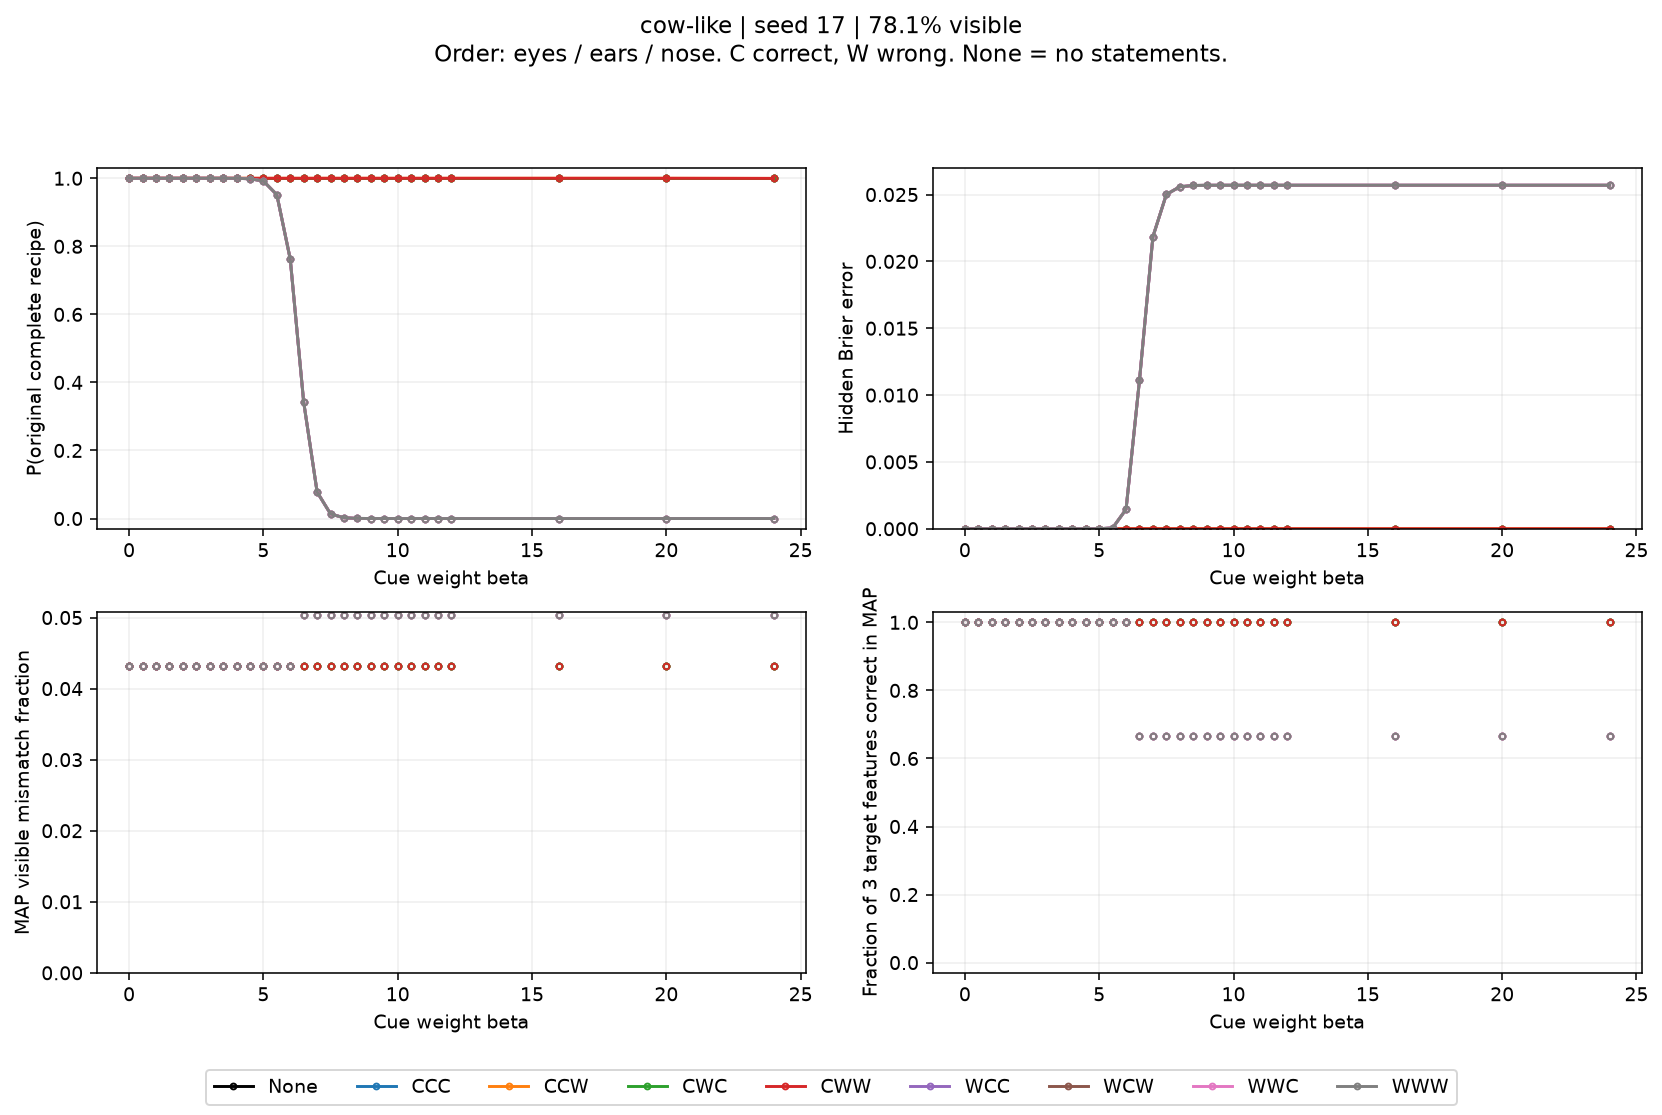 cow-like | seed 17 | 78.1% visible
Order: eyes / ears / nose. C correct, W wrong. None = no statements.
P(original complete recipe)
1.0
0.8
0.6
0.4
0.2
0.0
0 5 10 15 20 25
Cue weight beta
Hidden Brier error
0.025
0.020
0.015
0.010
0.005
0.000
0 5 10 15 20 25
Cue weight beta
MAP visible mismatch fraction
0.05
0.04
0.03
0.02
0.01
0.00
0 5 10 15 20 25
Cue weight beta
Fraction of 3 target features correct in MAP
1.0
0.8
0.6
0.4
0.2
0.0
0 5 10 15 20 25
Cue weight beta
None CCC CCW CWC CWW WCC WCW WWC WWW